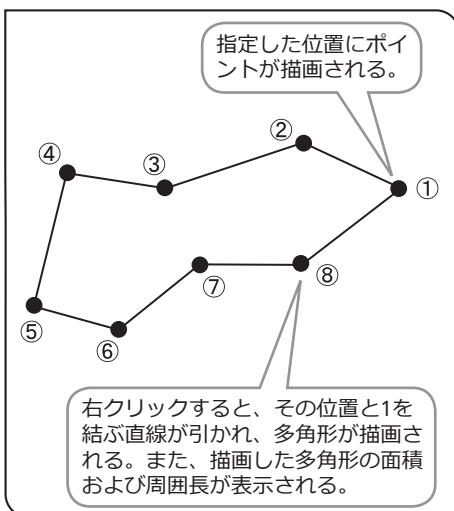 指定した位置にポイ
ントが描画される。
②
④
③
①
⑦
⑧
⑤
⑥
右クリックすると、その位置と1を
結ぶ直線が引かれ、多角形が描画さ
れる。また、描画した多角形の面積
および周囲長が表示される。